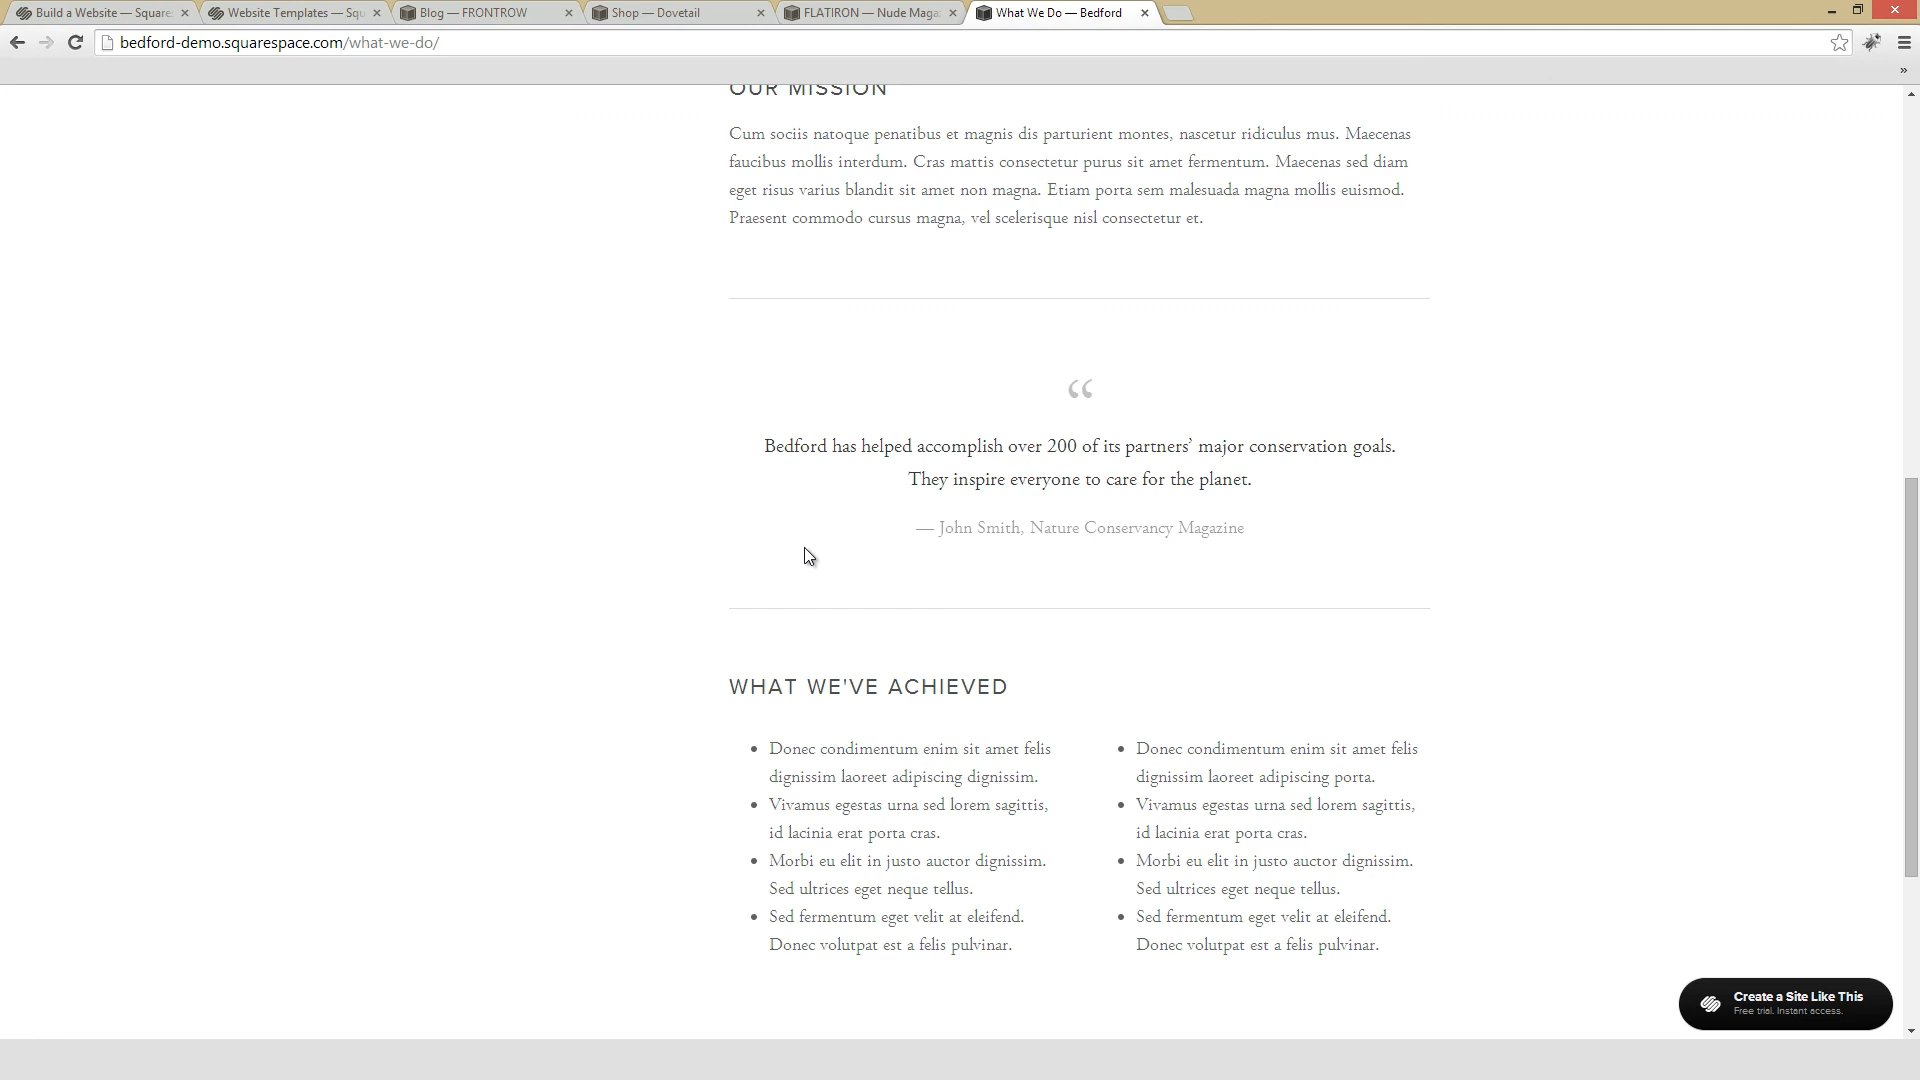 Build a Website — Square
Website Templates — Squ
Blog — FRONTROW
Shop — Dovetail
FLATIRON — Nude Maga
What We Do — Bedford
bedford-demo.squarespace.com/what-we-do/
»
OUR MISSION
Cum sociis natoque penatibus et magnis dis parturient montes, nascetur ridiculus mus. Maecenas
faucibus mollis interdum. Cras mattis consectetur purus sit amet fermentum. Maecenas sed diam
eget risus varius blandit sit amet non magna. Etiam porta sem malesuada magna mollis euismod.
Praesent commodo cursus magna, vel scelerisque nisl consectetur et.
“
Bedford has helped accomplish over 200 of its partners’ major conservation goals.
They inspire everyone to care for the planet.
— John Smith, Nature Conservancy Magazine
WHAT WE'VE ACHIEVED
• Donec condimentum enim sit amet felis
dignissim laoreet adipiscing dignissim.
• Vivamus egestas urna sed lorem sagittis,
id lacinia erat porta cras.
• Morbi eu elit in justo auctor dignissim.
Sed ultrices eget neque tellus.
• Sed fermentum eget velit at eleifend.
Donec volutpat est a felis pulvinar.
• Donec condimentum enim sit amet felis
dignissim laoreet adipiscing porta.
• Vivamus egestas urna sed lorem sagittis,
id lacinia erat porta cras.
• Morbi eu elit in justo auctor dignissim.
Sed ultrices eget neque tellus.
• Sed fermentum eget velit at eleifend.
Donec volutpat est a felis pulvinar.
Create a Site Like This
Free trial. Instant access.